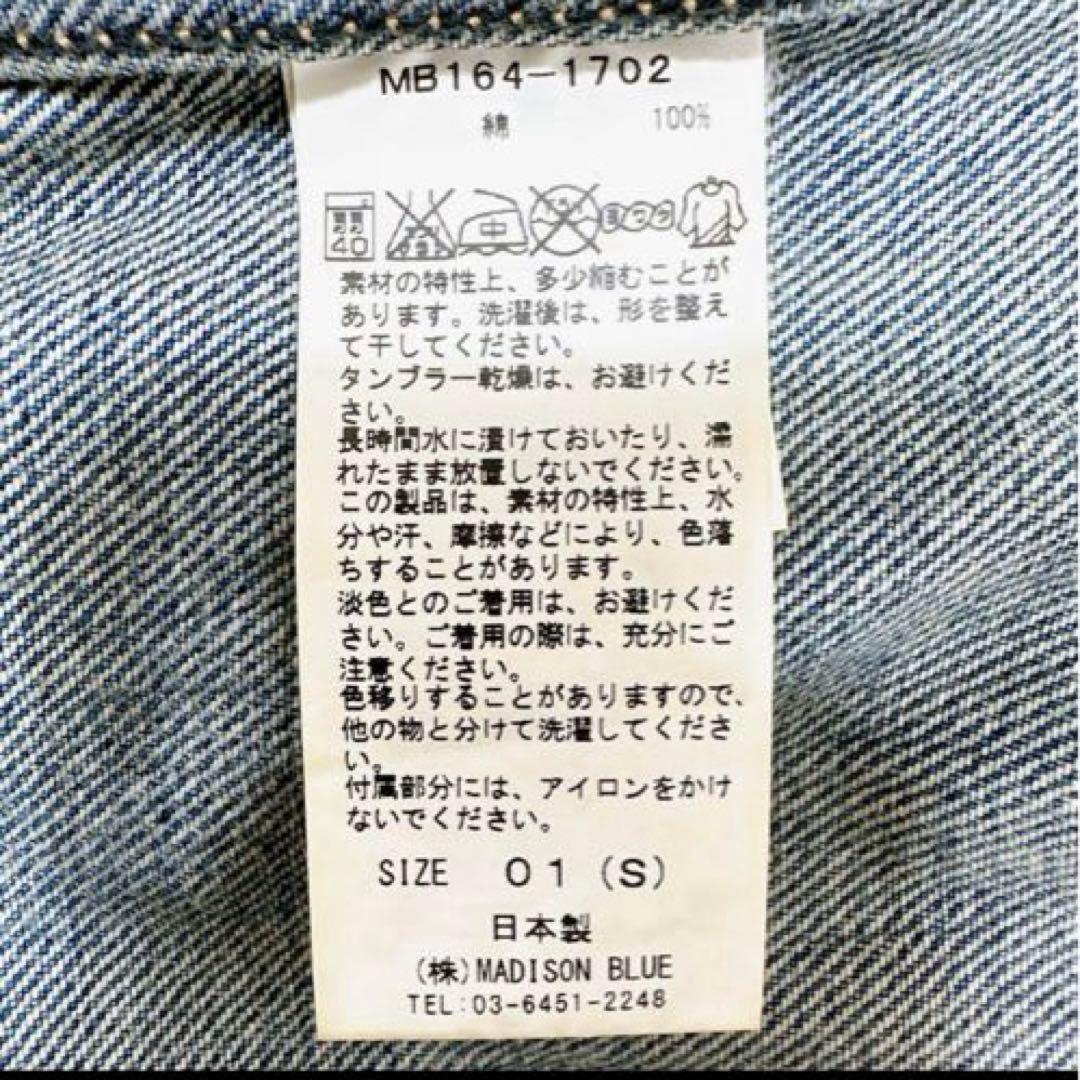 MB164-1702
綿 100%
40 中 ヨワク
素材の特性上、多少縮むことが
あります。洗濯後は、形を整え
て干してください。
タンブラー乾燥は、お避けくだ
さい。
長時間水に漬けておいたり、濡
れたまま放置しないでください。
この製品は、素材の特性上、水
分や汗、摩擦などにより、色落
ちすることがあります。
淡色とのご着用は、お避けくだ
さい。ご着用の際は、充分にご
注意ください。
色移りすることがありますので、
他の物と分けて洗濯してくださ
い。
付属部分には、アイロンをかけ
ないでください。
SIZE 01(S)
日本製
(株)MADISON BLUE
TEL:03-6451-2248